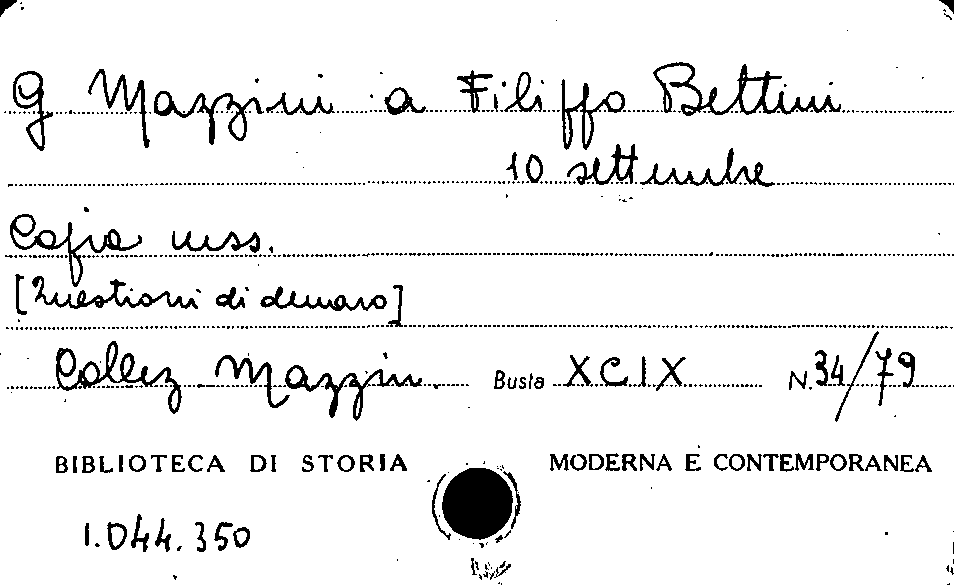 G. Mazzini a Filippo Bettini
10 settembre
Copia mss.
[Questioni di denaro]
Collez. Mazzin. Busta XCIX N. 34/79
BIBLIOTECA DI STORIA MODERNA E CONTEMPORANEA
1.044.350